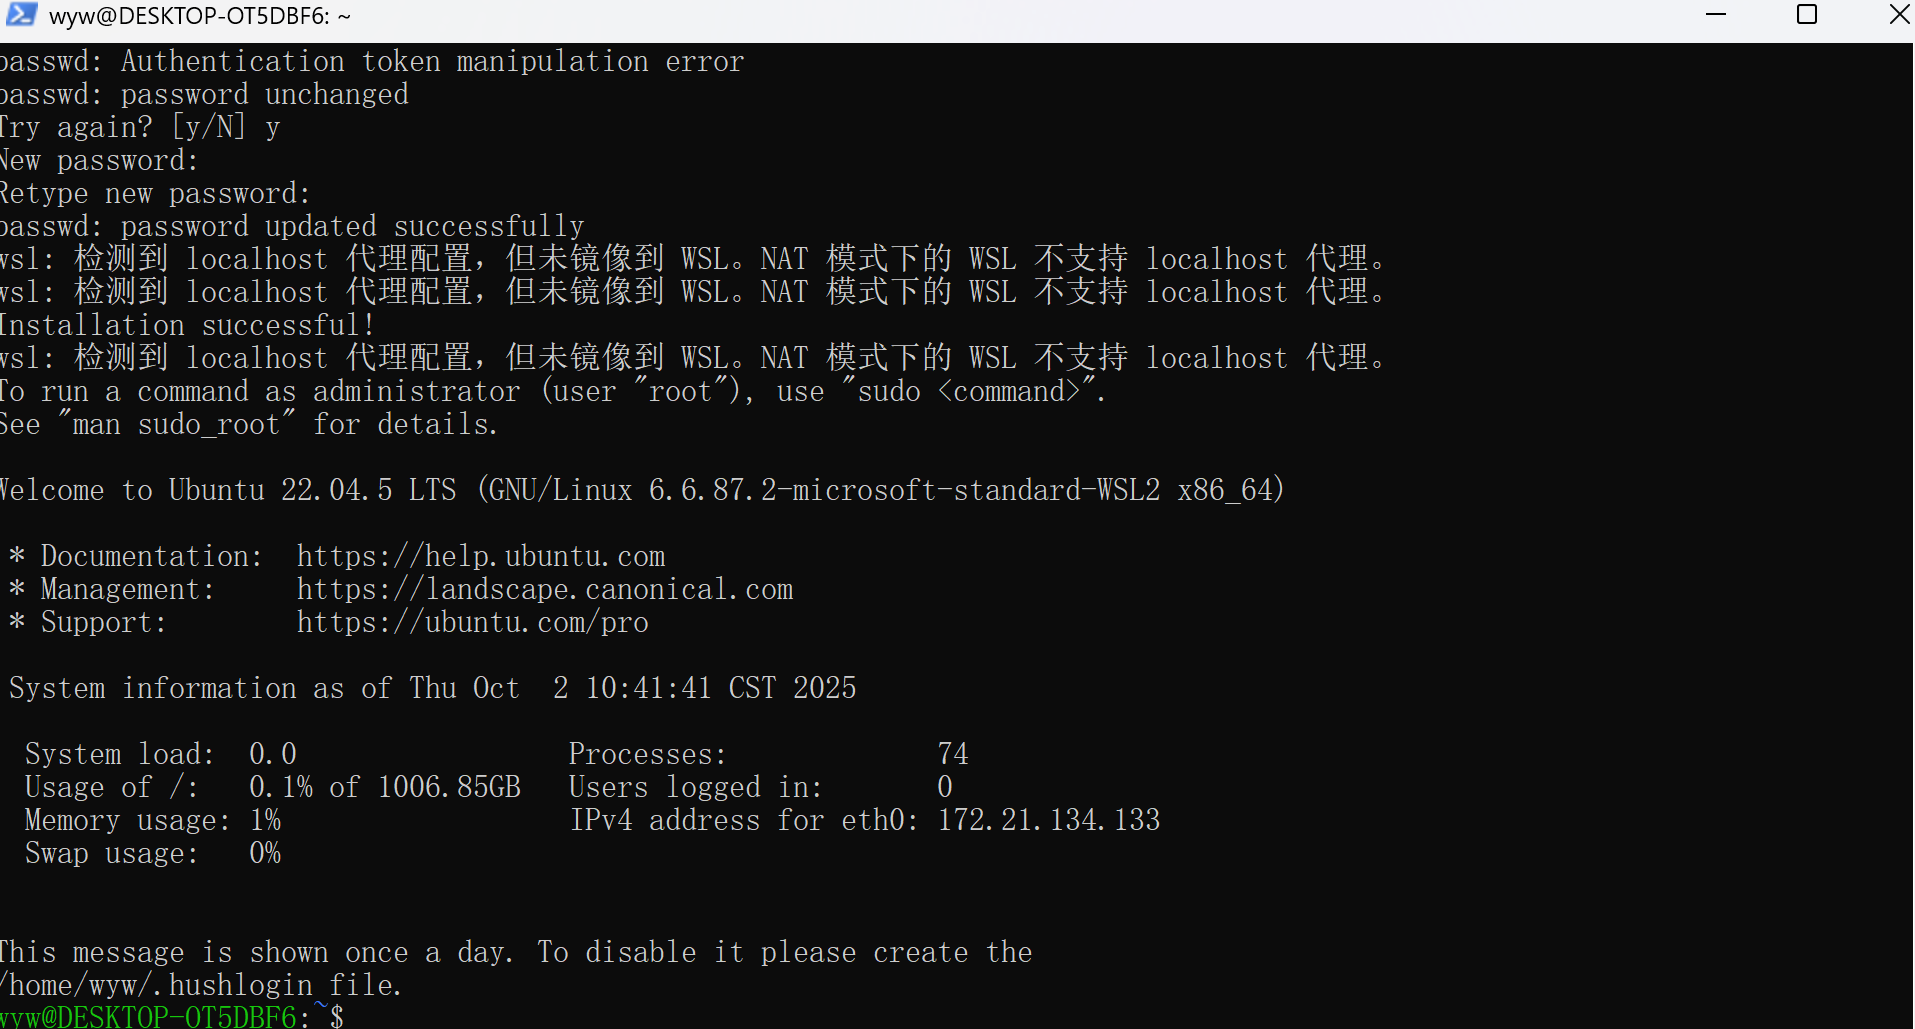 wyw@DESKTOP-OT5DBF6: ~
passwd: Authentication token manipulation error
passwd: password unchanged
Try again? [y/N] y
New password:
Retype new password:
passwd: password updated successfully
wsl: 检测到 localhost 代理配置，但未镜像到 WSL。NAT 模式下的 WSL 不支持 localhost 代理。
wsl: 检测到 localhost 代理配置，但未镜像到 WSL。NAT 模式下的 WSL 不支持 localhost 代理。
Installation successful!
wsl: 检测到 localhost 代理配置，但未镜像到 WSL。NAT 模式下的 WSL 不支持 localhost 代理。
To run a command as administrator (user "root"), use "sudo <command>".
See "man sudo_root" for details.
Welcome to Ubuntu 22.04.5 LTS (GNU/Linux 6.6.87.2-microsoft-standard-WSL2 x86_64)
* Documentation:  https://help.ubuntu.com
* Management:     https://landscape.canonical.com
* Support:        https://ubuntu.com/pro
System information as of Thu Oct  2 10:41:41 CST 2025
System load:  0.0                 Processes:             74
Usage of /:   0.1% of 1006.85GB   Users logged in:       0
Memory usage: 1%                  IPv4 address for eth0: 172.21.134.133
Swap usage:   0%
This message is shown once a day. To disable it please create the
/home/wyw/.hushlogin file.
wyw@DESKTOP-OT5DBF6:~$